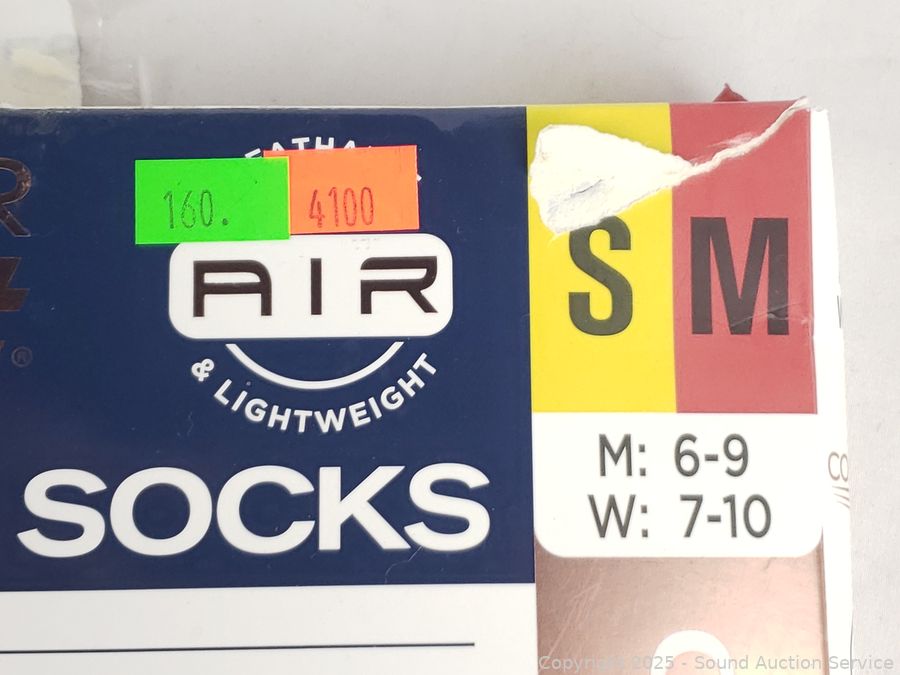 160.
4100
AIR
& LIGHTWEIGHT
SOCKS
S M
M: 6-9
W: 7-10
Copyright 2025 - Sound Auction Service